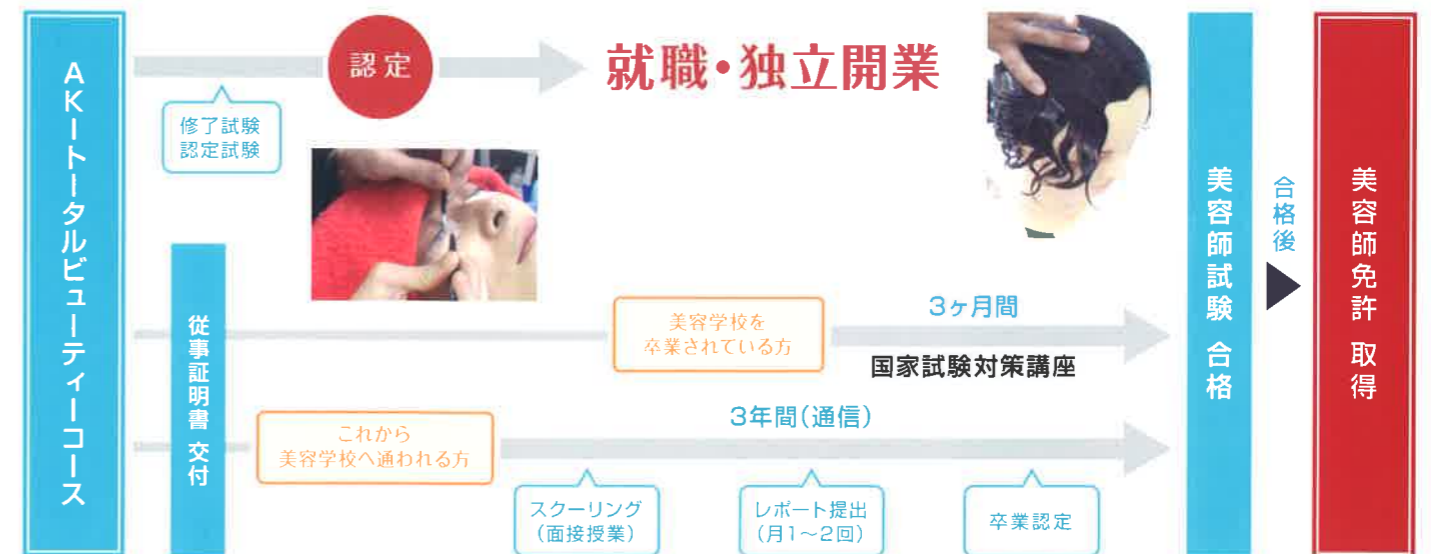 AKートータルビューティーコース
認定
就職・独立開業
修了試験
認定試験
従事証明書 交付
美容学校を
卒業されている方
3ヶ月間
国家試験対策講座
これから
美容学校へ通われる方
3年間(通信)
スクーリング
(面接授業)
レポート提出
(月1〜2回)
卒業認定
美容師試験 合格
合格後
美容師免許 取得